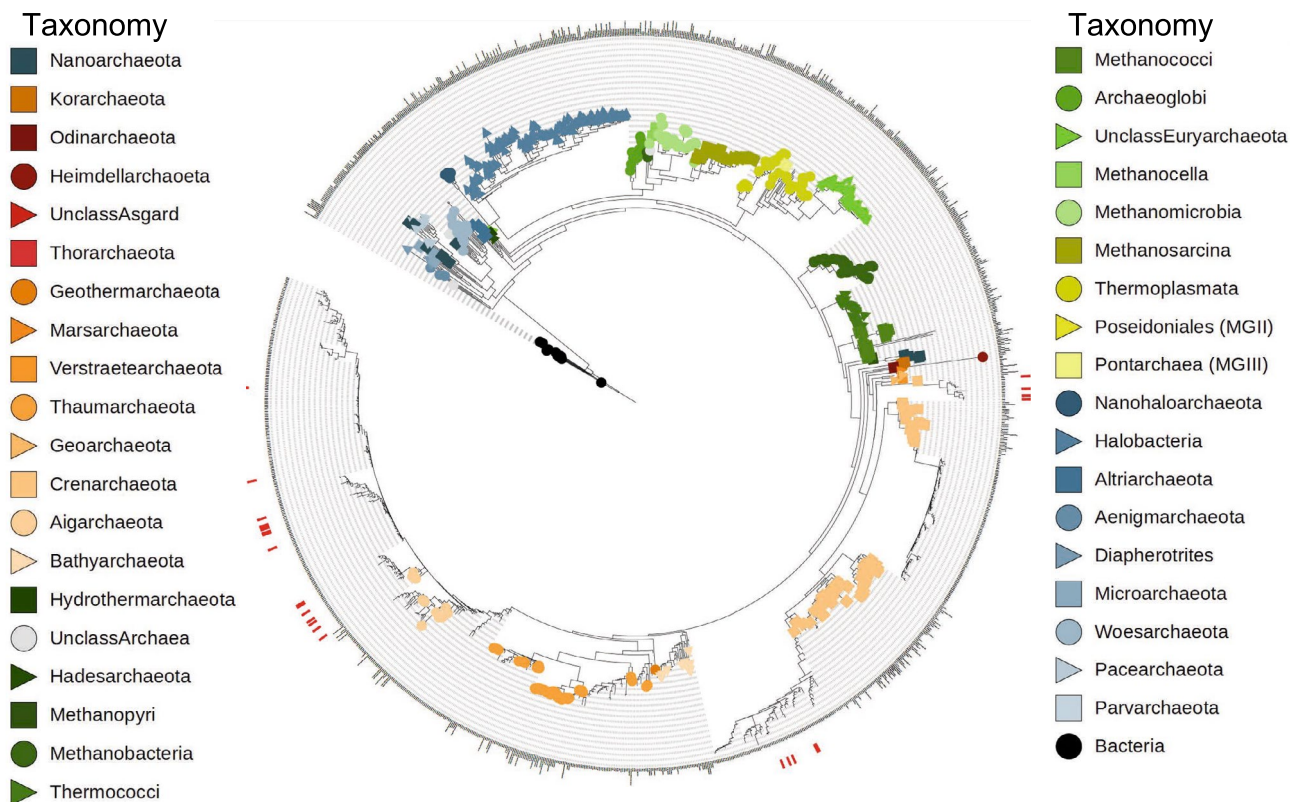 Taxonomy
Nanoarchaeota
Korarchaeota
Odinarchaeota
Heimdellarchaoeta
UnclassAsgard
Thorarchaeota
Geothermarchaeota
Marsarchaeota
Verstraetearchaeota
Thaumarchaeota
Geoarchaeota
Crenarchaeota
Aigarchaeota
Bathyarchaeota
Hydrothermarchaeota
UnclassArchaea
Hadesarchaeota
Methanopyri
Methanobacteria
Thermococci
Taxonomy
Methanococci
Archaeoglobi
UnclassEuryarchaeota
Methanocella
Methanomicrobia
Methanosarcina
Thermoplasmata
Poseidoniales (MGII)
Pontarchaea (MGIII)
Nanohaloarchaeota
Halobacteria
Altriarchaeota
Aenigmarchaeota
Diapherotrites
Microarchaeota
Woesarchaeota
Pacearchaeota
Parvarchaeota
Bacteria